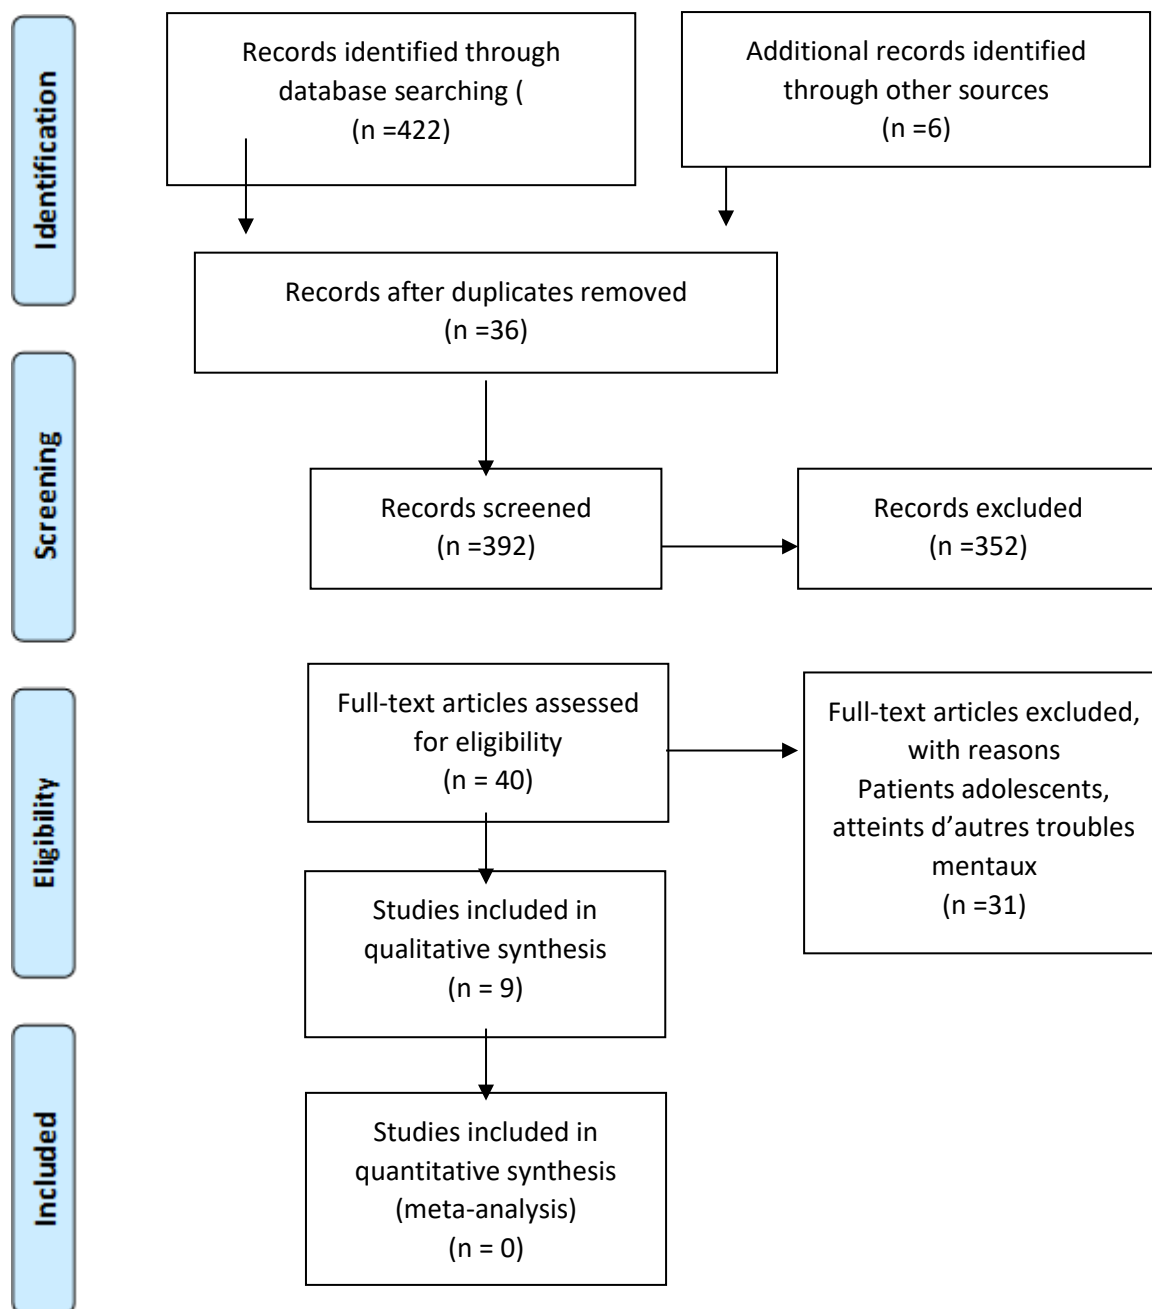 Identification
Records identified through
database searching (
(n =422)
Additional records identified
through other sources
(n =6)
Records after duplicates removed
(n =36)
Screening
Records screened
(n =392)
Records excluded
(n =352)
Eligibility
Full-text articles assessed
for eligibility
(n = 40)
Full-text articles excluded,
with reasons
Patients adolescents,
atteints d’autres troubles
mentaux
(n =31)
Studies included in
qualitative synthesis
(n = 9)
Included
Studies included in
quantitative synthesis
(meta-analysis)
(n = 0)